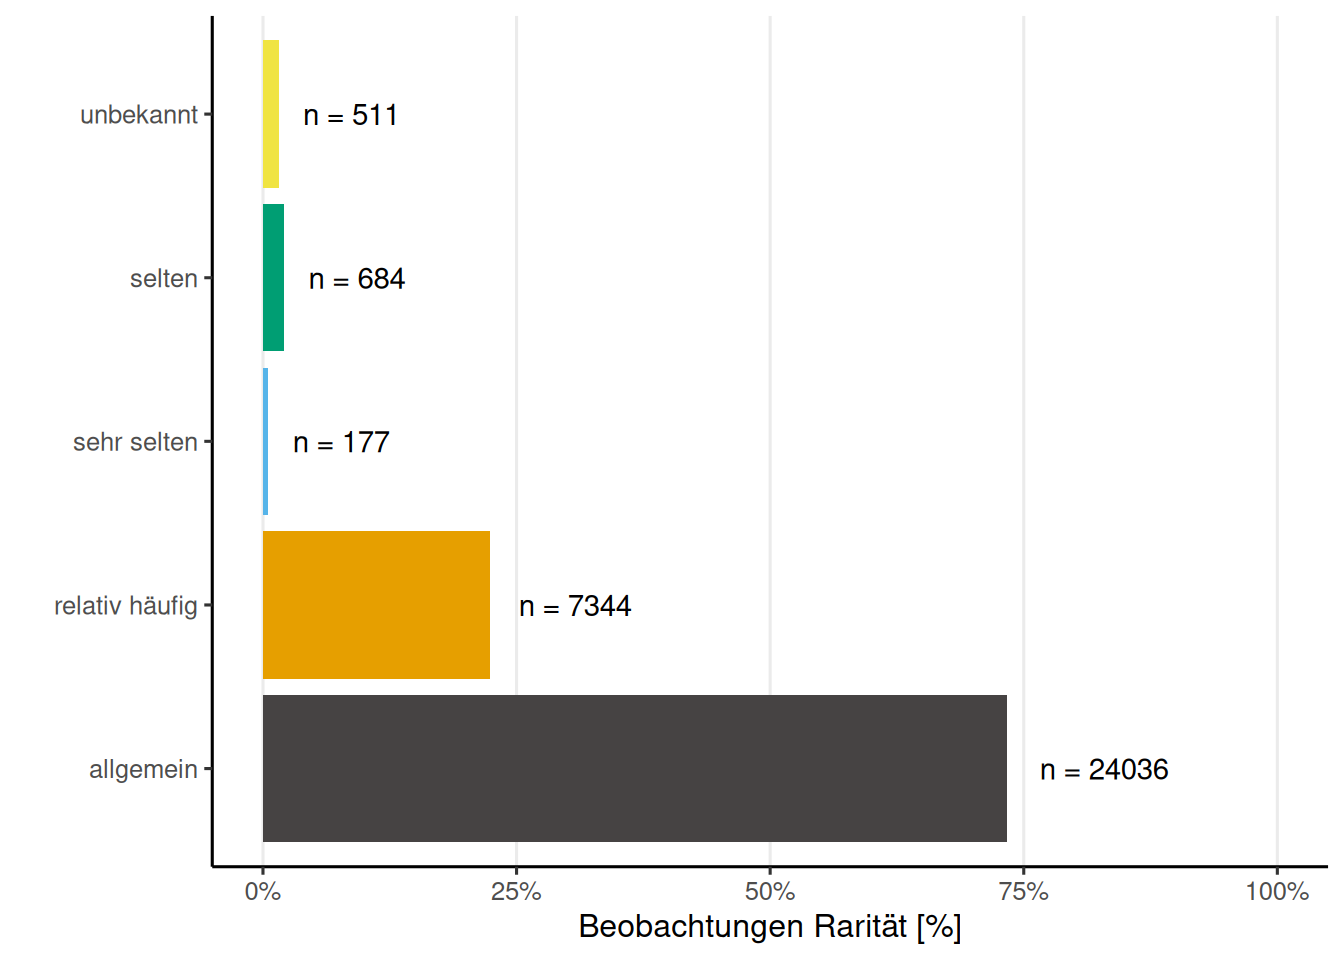 unbekannt
n = 511
selten
n = 684
sehr selten
n = 177
relativ häufig
n = 7344
allgemein
n = 24036
0% 25% 50% 75% 100%
Beobachtungen Rarität [%]